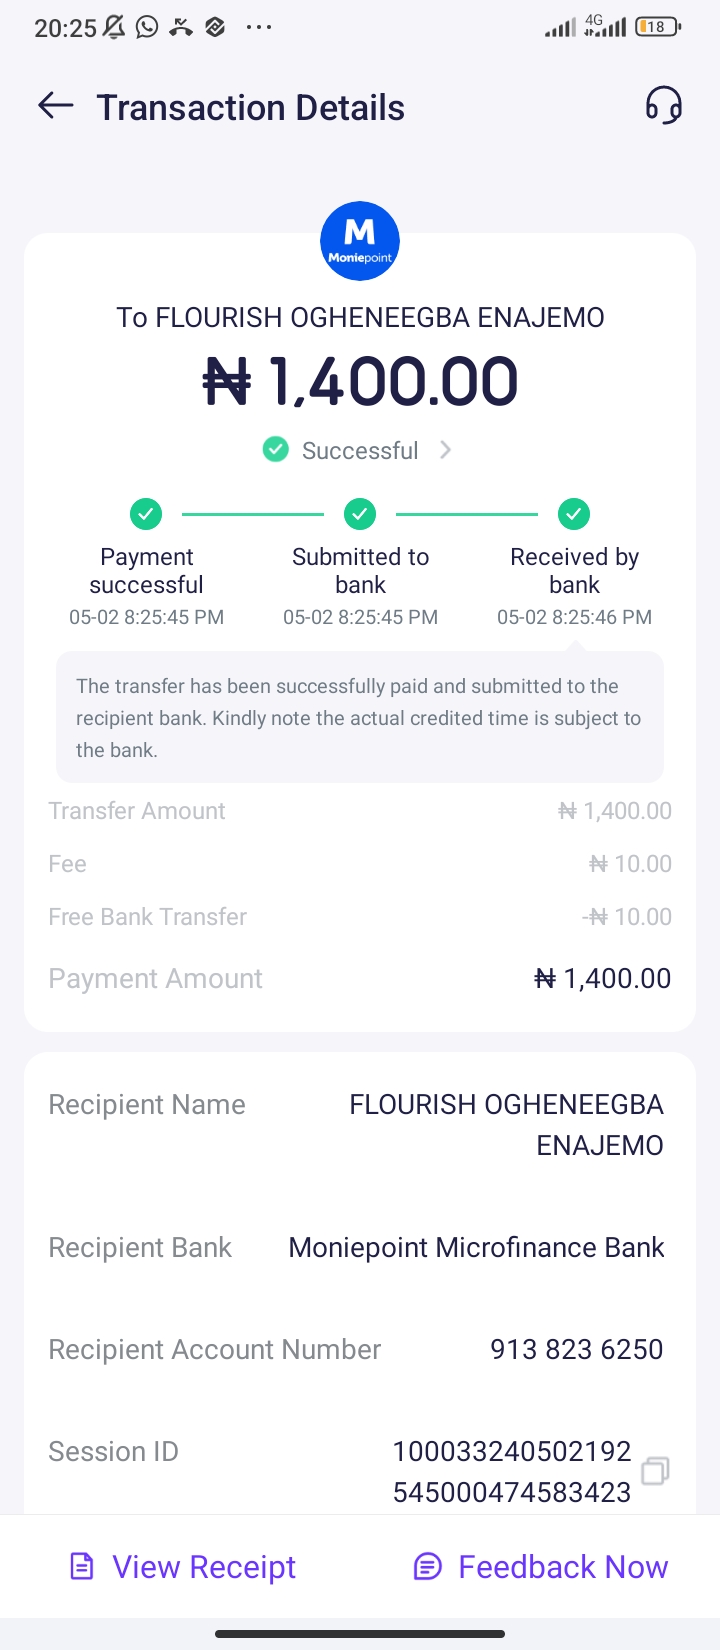 20:25 4G 18
Transaction Details
M
Moniepoint
To FLOURISH OGHENEEGBA ENAJEMO
₦ 1,400.00
Successful
Payment successful
05-02 8:25:45 PM
Submitted to bank
05-02 8:25:45 PM
Received by bank
05-02 8:25:46 PM
The transfer has been successfully paid and submitted to the
recipient bank. Kindly note the actual credited time is subject to
the bank.
Transfer Amount ₦ 1,400.00
Fee ₦ 10.00
Free Bank Transfer -₦ 10.00
Payment Amount ₦ 1,400.00
Recipient Name FLOURISH OGHENEEGBA
ENAJEMO
Recipient Bank Moniepoint Microfinance Bank
Recipient Account Number 913 823 6250
Session ID 100033240502192
545000474583423
View Receipt Feedback Now